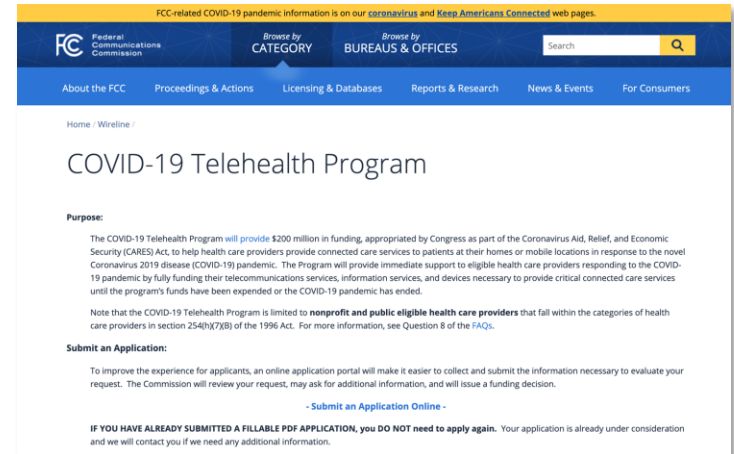 FCC-related COVID-19 pandemic information is on our coronavirus and Keep Americans Connected web pages.
FC Federal Communications Commission
Browse by
CATEGORY
Browse by
BUREAUS & OFFICES
Search
About the FCC Proceedings & Actions Licensing & Databases Reports & Research News & Events For Consumers
Home / Wireline /
COVID-19 Telehealth Program
Purpose:
The COVID-19 Telehealth Program will provide $200 million in funding, appropriated by Congress as part of the Coronavirus Aid, Relief, and Economic
Security (CARES) Act, to help health care providers provide connected care services to patients at their homes or mobile locations in response to the novel
Coronavirus 2019 disease (COVID-19) pandemic. The Program will provide immediate support to eligible health care providers responding to the COVID-
19 pandemic by fully funding their telecommunications services, information services, and devices necessary to provide critical connected care services
until the program's funds have been expended or the COVID-19 pandemic has ended.
Note that the COVID-19 Telehealth Program is limited to nonprofit and public eligible health care providers that fall within the categories of health
care providers in section 254(h)(7)(B) of the 1996 Act. For more information, see Question 8 of the FAQs.
Submit an Application:
To improve the experience for applicants, an online application portal will make it easier to collect and submit the information necessary to evaluate your
request. The Commission will review your request, may ask for additional information, and will issue a funding decision.
- Submit an Application Online -
IF YOU HAVE ALREADY SUBMITTED A FILLABLE PDF APPLICATION, you DO NOT need to apply again. Your application is already under consideration
and we will contact you if we need any additional information.